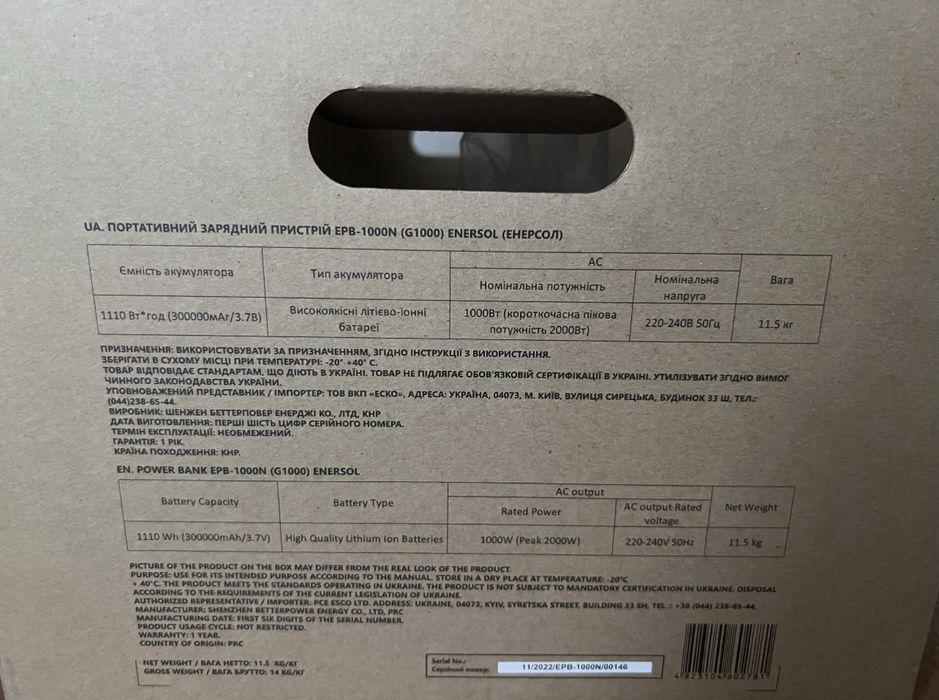 UA. ПОРТАТИВНИЙ ЗАРЯДНИЙ ПРИСТРІЙ EPB-1000N (G1000) ENERSOL (ЕНЕРСОЛ)
Ємність акумулятора
Тип акумулятора
AC
Номінальна потужність
Номінальна
напруга
Вага
1110 Вт*год (300000мАг/3.7В)
Високоякісні літієво-іонні
батареї
1000Вт (короткочасна пікова
потужність 2000Вт)
220-240В 50Гц
11.5 кг
ПРИЗНАЧЕННЯ: ВИКОРИСТОВУВАТИ ЗА ПРИЗНАЧЕННЯМ, ЗГІДНО ІНСТРУКЦІЇ З ВИКОРИСТАННЯ.
ЗБЕРІГАТИ В СУХОМУ МІСЦІ ПРИ ТЕМПЕРАТУРІ: -20° +40° С.
ТОВАР ВІДПОВІДАЄ СТАНДАРТАМ, ЩО ДІЮТЬ В УКРАЇНІ. ТОВАР НЕ ПІДЛЯГАЄ ОБОВ'ЯЗКОВІЙ СЕРТИФІКАЦІЇ В УКРАЇНІ. УТИЛІЗУВАТИ ЗГІДНО ВИМОГ
ЧИННОГО ЗАКОНОДАВСТВА УКРАЇНИ.
УПОВНОВАЖЕНИЙ ПРЕДСТАВНИК / ІМПОРТЕР: ТОВ ВКП «ЕСКО», АДРЕСА: УКРАЇНА, 04073, М. КИЇВ, ВУЛИЦЯ СИРЕЦЬКА, БУДИНОК 33 Ш, ТЕЛ.:
(044)238-65-44.
ВИРОБНИК: ШЕНЖЕН БЕТТЕРПОВЕР ЕНЕРДЖІ КО., ЛТД, КНР
ДАТА ВИГОТОВЛЕННЯ: ПЕРШІ ШІСТЬ ЦИФР СЕРІЙНОГО НОМЕРА.
ТЕРМІН ЕКСПЛУАТАЦІЇ: НЕОБМЕЖЕНИЙ.
ГАРАНТІЯ: 1 РІК.
КРАЇНА ПОХОДЖЕННЯ: КНР.
EN. POWER BANK EPB-1000N (G1000) ENERSOL
Battery Capacity
Battery Type
AC output
Rated Power
AC output Rated
voltage
Net Weight
1110 Wh (300000mAh/3.7V)
High Quality Lithium Ion Batteries
1000W (Peak 2000W)
220-240V 50Hz
11.5 kg
PICTURE OF THE PRODUCT ON THE BOX MAY DIFFER FROM THE REAL LOOK OF THE PRODUCT.
PURPOSE: USE FOR ITS INTENDED PURPOSE ACCORDING TO THE MANUAL. STORE IN A DRY PLACE AT TEMPERATURE: -20°C
+ 40°C. THE PRODUCT MEETS THE STANDARDS OPERATING IN UKRAINE. THE PRODUCT IS NOT SUBJECT TO MANDATORY CERTIFICATION IN UKRAINE. DISPOSAL
ACCORDING TO THE REQUIREMENTS OF THE CURRENT LEGISLATION OF UKRAINE.
AUTHORIZED REPRESENTATIVE / IMPORTER: PCE ESCO LTD. ADDRESS: UKRAINE, 04073, KYIV, SYRETSKA STREET, BUILDING 33 SH, TEL.: +38 (044) 238-65-44.
MANUFACTURER: SHENZHEN BETTERPOWER ENERGY CO., LTD, PRC
MANUFACTURING DATE: FIRST SIX DIGITS OF THE SERIAL NUMBER.
PRODUCT USAGE CYCLE: NOT RESTRICTED.
WARRANTY: 1 YEAR.
COUNTRY OF ORIGIN: PRC
NET WEIGHT / ВАГА НЕТТО: 11.5 KG/КГ
GROSS WEIGHT / ВАГА БРУТТО: 14 KG/КГ
Serial No.:
Серійний номер:
11/2022/EPB-1000N/00146
4 823104 602781